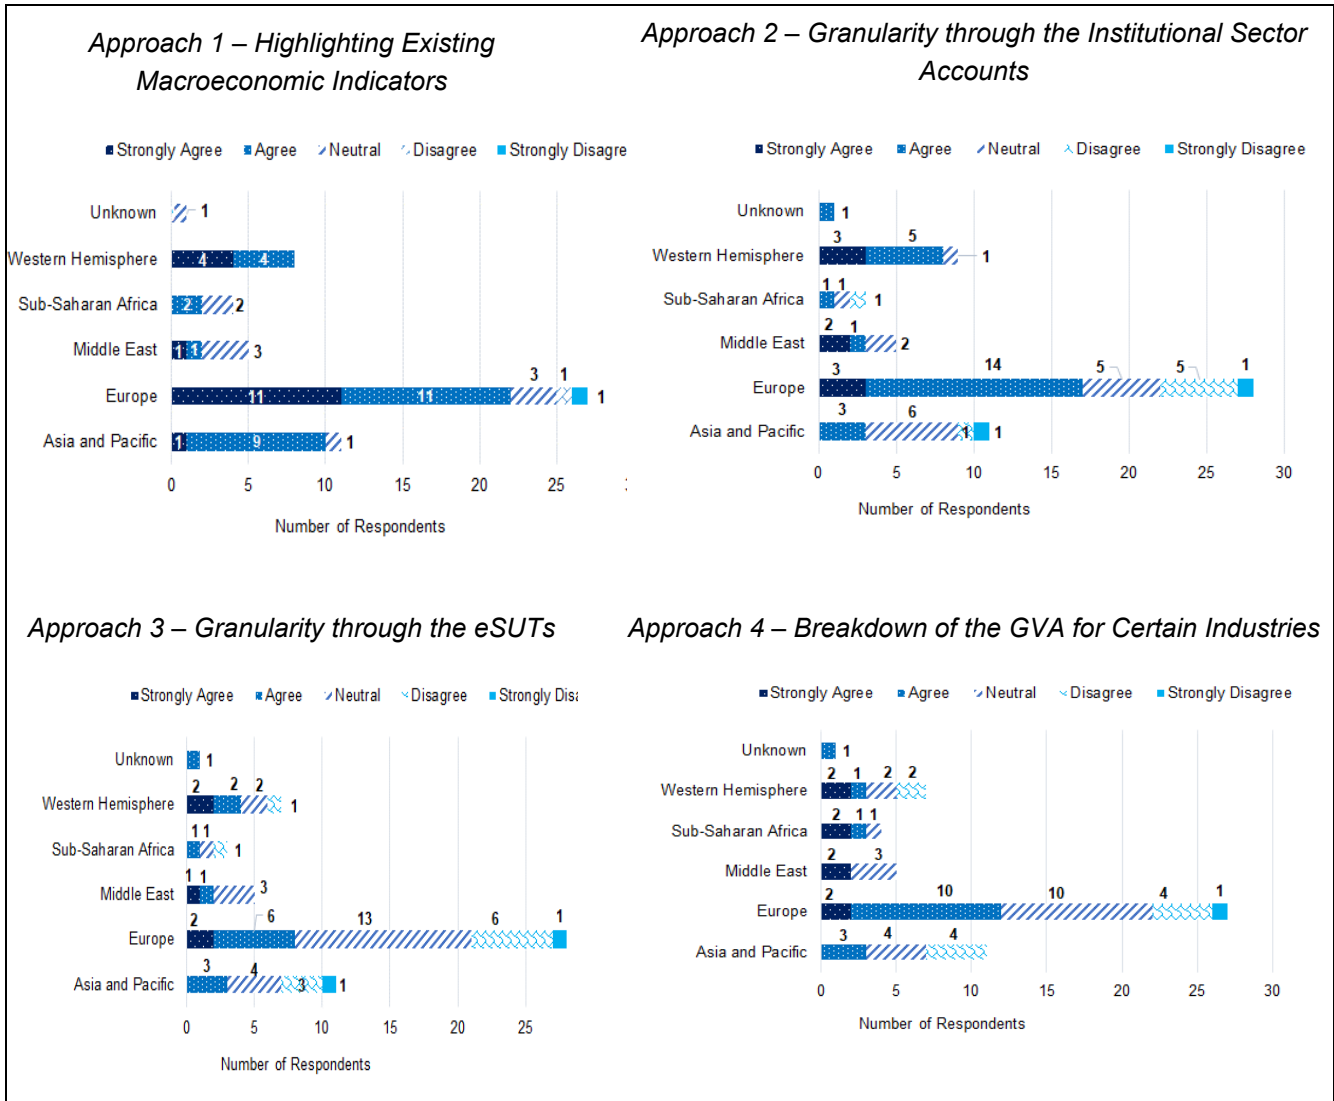 Approach 1 – Highlighting Existing
Macroeconomic Indicators
Strongly Agree Agree Neutral Disagree Strongly Disagre
Unknown 1
Western Hemisphere 4 4
Sub-Saharan Africa 2 2
Middle East 1 1 3
3 1
Europe 11 11 1
Asia and Pacific 1 9 1
0 5 10 15 20 25
Number of Respondents
Approach 2 – Granularity through the Institutional Sector
Accounts
Strongly Agree Agree Neutral Disagree Strongly Disagree
Unknown 1
3 5
Western Hemisphere 1
1 1
Sub-Saharan Africa 1
2 1
Middle East 2
3 14 5 5 1
Europe
3 6
Asia and Pacific 1 1
0 5 10 15 20 25 30
Number of Respondents
Approach 3 – Granularity through the eSUTs
Strongly Agree Agree Neutral Disagree Strongly Disa
Unknown 1
2 2 2
Western Hemisphere 1
1 1
Sub-Saharan Africa 1
1 1
Middle East 3
2 6 13 6 1
Europe
3 4
Asia and Pacific 3 1
0 5 10 15 20 25
Number of Respondents
Approach 4 – Breakdown of the GVA for Certain Industries
Strongly Agree Agree Neutral Disagree Strongly Disagree
Unknown 1
2 1 2 2
Western Hemisphere
2 1 1
Sub-Saharan Africa
2 3
Middle East
2 10 10 4 1
Europe
3 4 4
Asia and Pacific
0 5 10 15 20 25 30
Number of Respondents